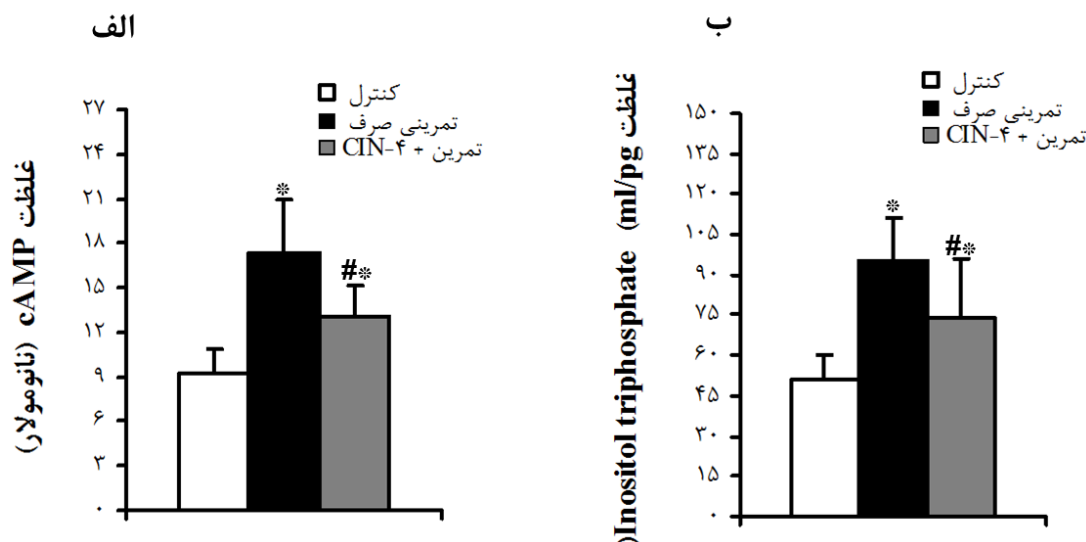 الف
کنترل
تمرینی صرف
تمرین + CIN-۴
غلظت cAMP (نانومولار)
۲۷
۲۴
۲۱
۱۸
۱۵
۱۲
۹
۶
۳
۰
*
#*
ب
کنترل
تمرینی صرف
تمرین + CIN-۴
غلظت Inositol triphosphate (ml/pg)
۱۵۰
۱۳۵
۱۲۰
۱۰۵
۹۰
۷۵
۶۰
۴۵
۳۰
۱۵
۰
*
#*